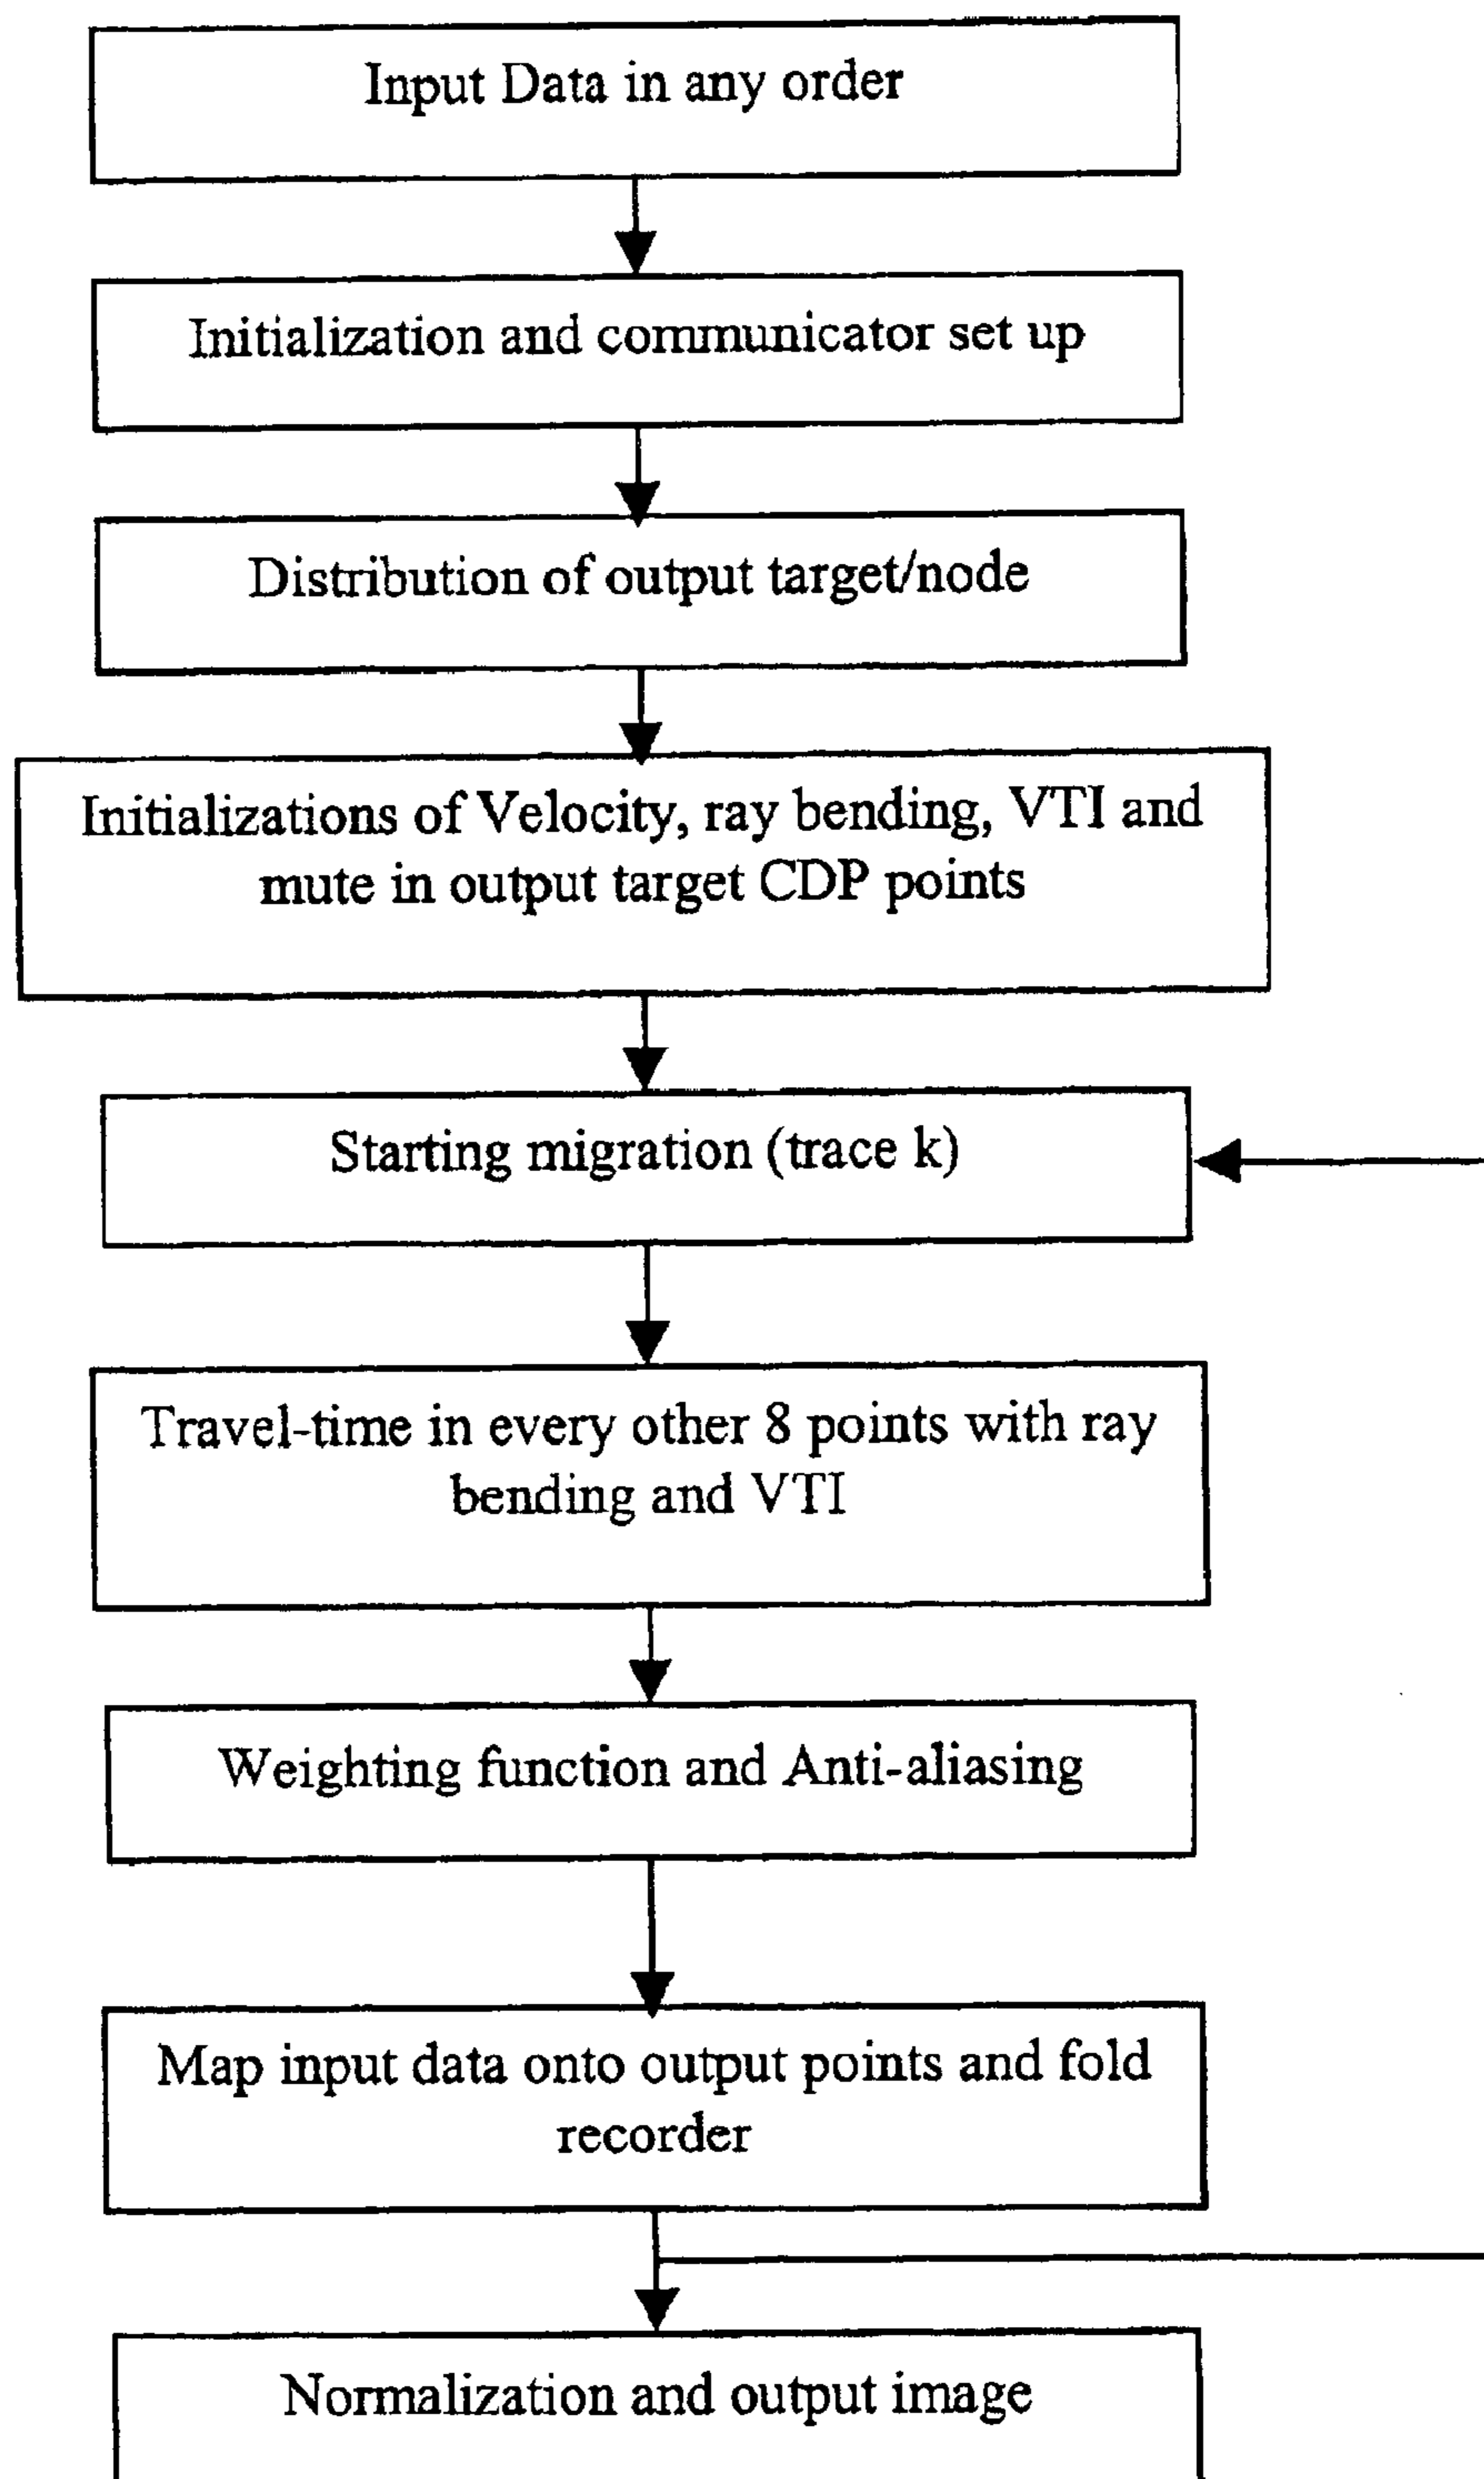 Input Data in any order
Initialization and communicator set up
Distribution of output target/node
Initializations of Velocity, ray bending, VTI and
mute in output target CDP points
Starting migration (trace k)
Travel-time in every other 8 points with ray
bending and VTI
Weighting function and Anti-aliasing
Map input data onto output points and fold
recorder
Normalization and output image